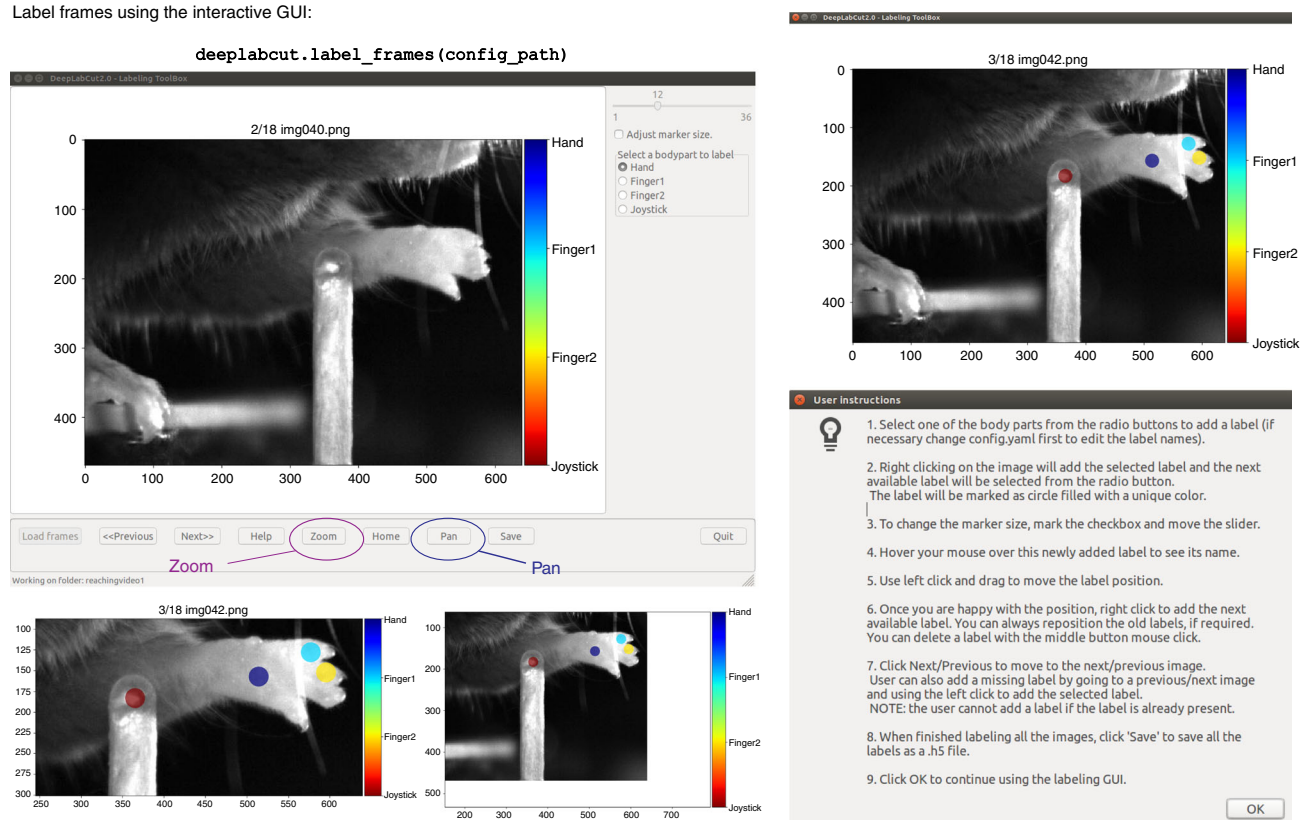 Label frames using the interactive GUI:
deeplabcut.label_frames(config_path)
DeepLabCut2.0 - Labeling ToolBox
2/18 img040.png
0
100
200
300
400
0 100 200 300 400 500 600
Hand
Finger1
Finger2
Joystick
12
1 36
Adjust marker size.
Select a bodypart to label
Hand
Finger1
Finger2
Joystick
Load frames <<Previous Next>> Help Zoom Home Pan Save Quit
Zoom Pan
Working on folder: reachingvideo1
3/18 img042.png
100
125
150
175
200
225
250
275
300
250 300 350 400 450 500 550 600
Hand
Finger1
Finger2
Joystick
100
200
300
400
500
200 300 400 500 600 700
Hand
Finger1
Finger2
Joystick
DeepLabCut2.0 - Labeling ToolBox
3/18 img042.png
0
100
200
300
400
0 100 200 300 400 500 600
Hand
Finger1
Finger2
Joystick
User instructions
1. Select one of the body parts from the radio buttons to add a label (if
necessary change config.yaml first to edit the label names).
2. Right clicking on the image will add the selected label and the next
available label will be selected from the radio button.
The label will be marked as circle filled with a unique color.
3. To change the marker size, mark the checkbox and move the slider.
4. Hover your mouse over this newly added label to see its name.
5. Use left click and drag to move the label position.
6. Once you are happy with the position, right click to add the next
available label. You can always reposition the old labels, if required.
You can delete a label with the middle button mouse click.
7. Click Next/Previous to move to the next/previous image.
User can also add a missing label by going to a previous/next image
and using the left click to add the selected label.
NOTE: the user cannot add a label if the label is already present.
8. When finished labeling all the images, click 'Save' to save all the
labels as a .h5 file.
9. Click OK to continue using the labeling GUI.
OK